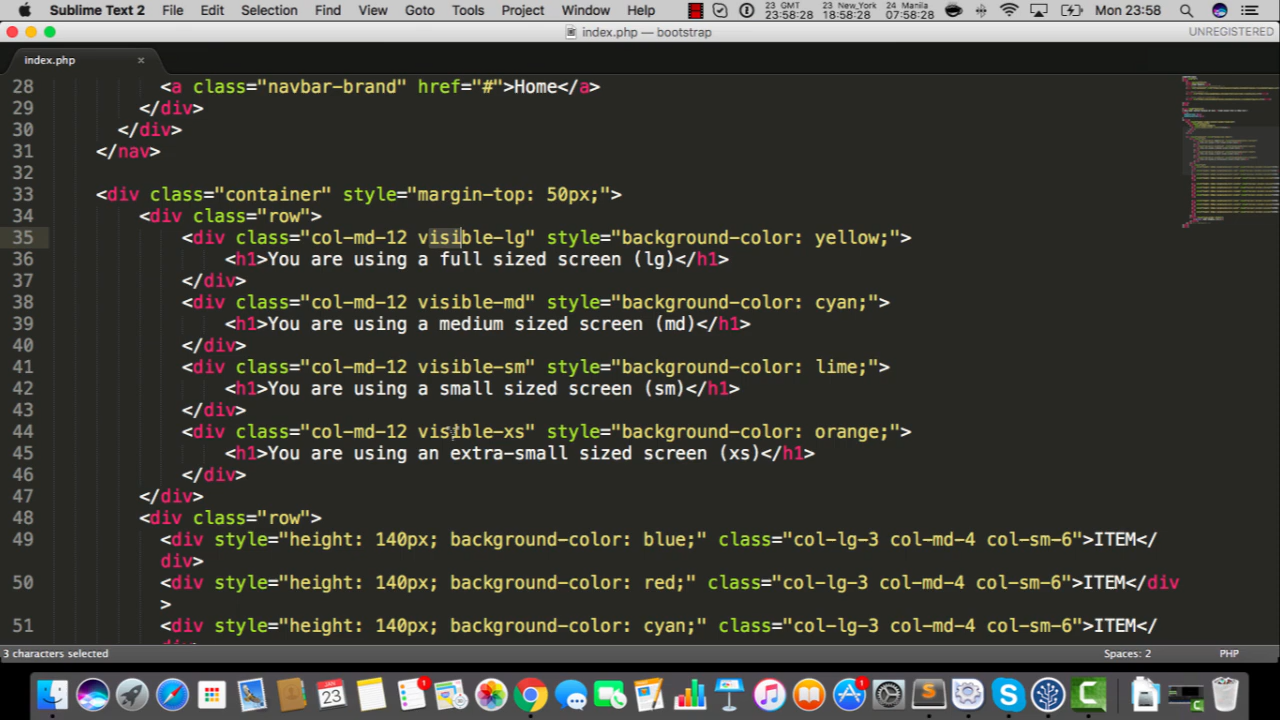 Sublime Text 2 File Edit Selection Find View Goto Tools Project Window Help 23 GMT 23:58:28 23 New_York 18:58:28 24 Manila 07:58:28 Mon 23:58
index.php — bootstrap UNREGISTERED
index.php ×
28 <a class="navbar-brand" href="#">Home</a>
29 </div>
30 </div>
31 </nav>
32
33 <div class="container" style="margin-top: 50px;">
34 <div class="row">
35 <div class="col-md-12 visible-lg" style="background-color: yellow;">
36 <h1>You are using a full sized screen (lg)</h1>
37 </div>
38 <div class="col-md-12 visible-md" style="background-color: cyan;">
39 <h1>You are using a medium sized screen (md)</h1>
40 </div>
41 <div class="col-md-12 visible-sm" style="background-color: lime;">
42 <h1>You are using a small sized screen (sm)</h1>
43 </div>
44 <div class="col-md-12 visible-xs" style="background-color: orange;">
45 <h1>You are using an extra-small sized screen (xs)</h1>
46 </div>
47 </div>
48 <div class="row">
49 <div style="height: 140px; background-color: blue;" class="col-lg-3 col-md-4 col-sm-6">ITEM</
div>
50 <div style="height: 140px; background-color: red;" class="col-lg-3 col-md-4 col-sm-6">ITEM</div
>
51 <div style="height: 140px; background-color: cyan;" class="col-lg-3 col-md-4 col-sm-6">ITEM</
3 characters selected Spaces: 2 PHP
JAN
23
1
1